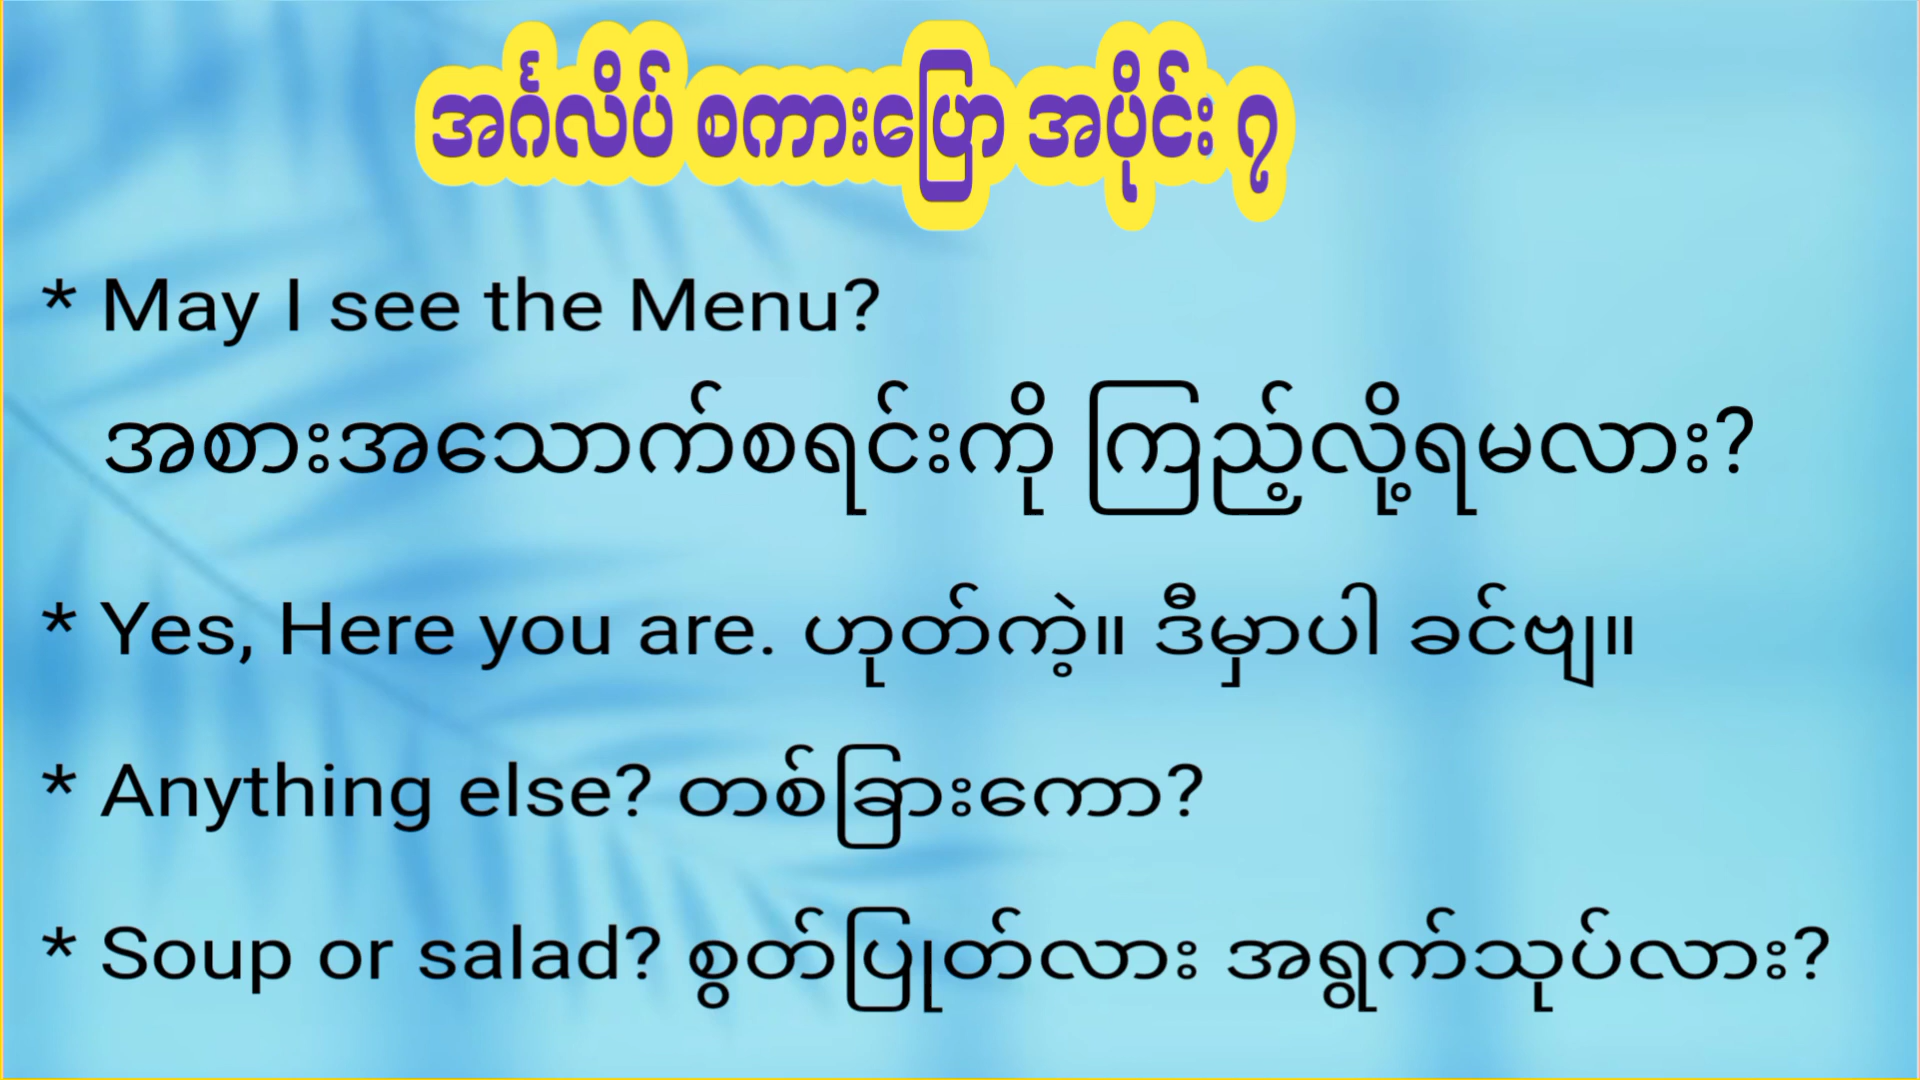 အင်္ဂလိပ် စကားပြော အပိုင်း ၇
* May I see the Menu?
အစားအသောက်စရင်းကို ကြည့်လို့ရမလား?
* Yes, Here you are. ဟုတ်ကဲ့။ ဒီမှာပါ ခင်ဗျ။
* Anything else? တစ်ခြားကော?
* Soup or salad? စွတ်ပြုတ်လား အရွက်သုပ်လား?